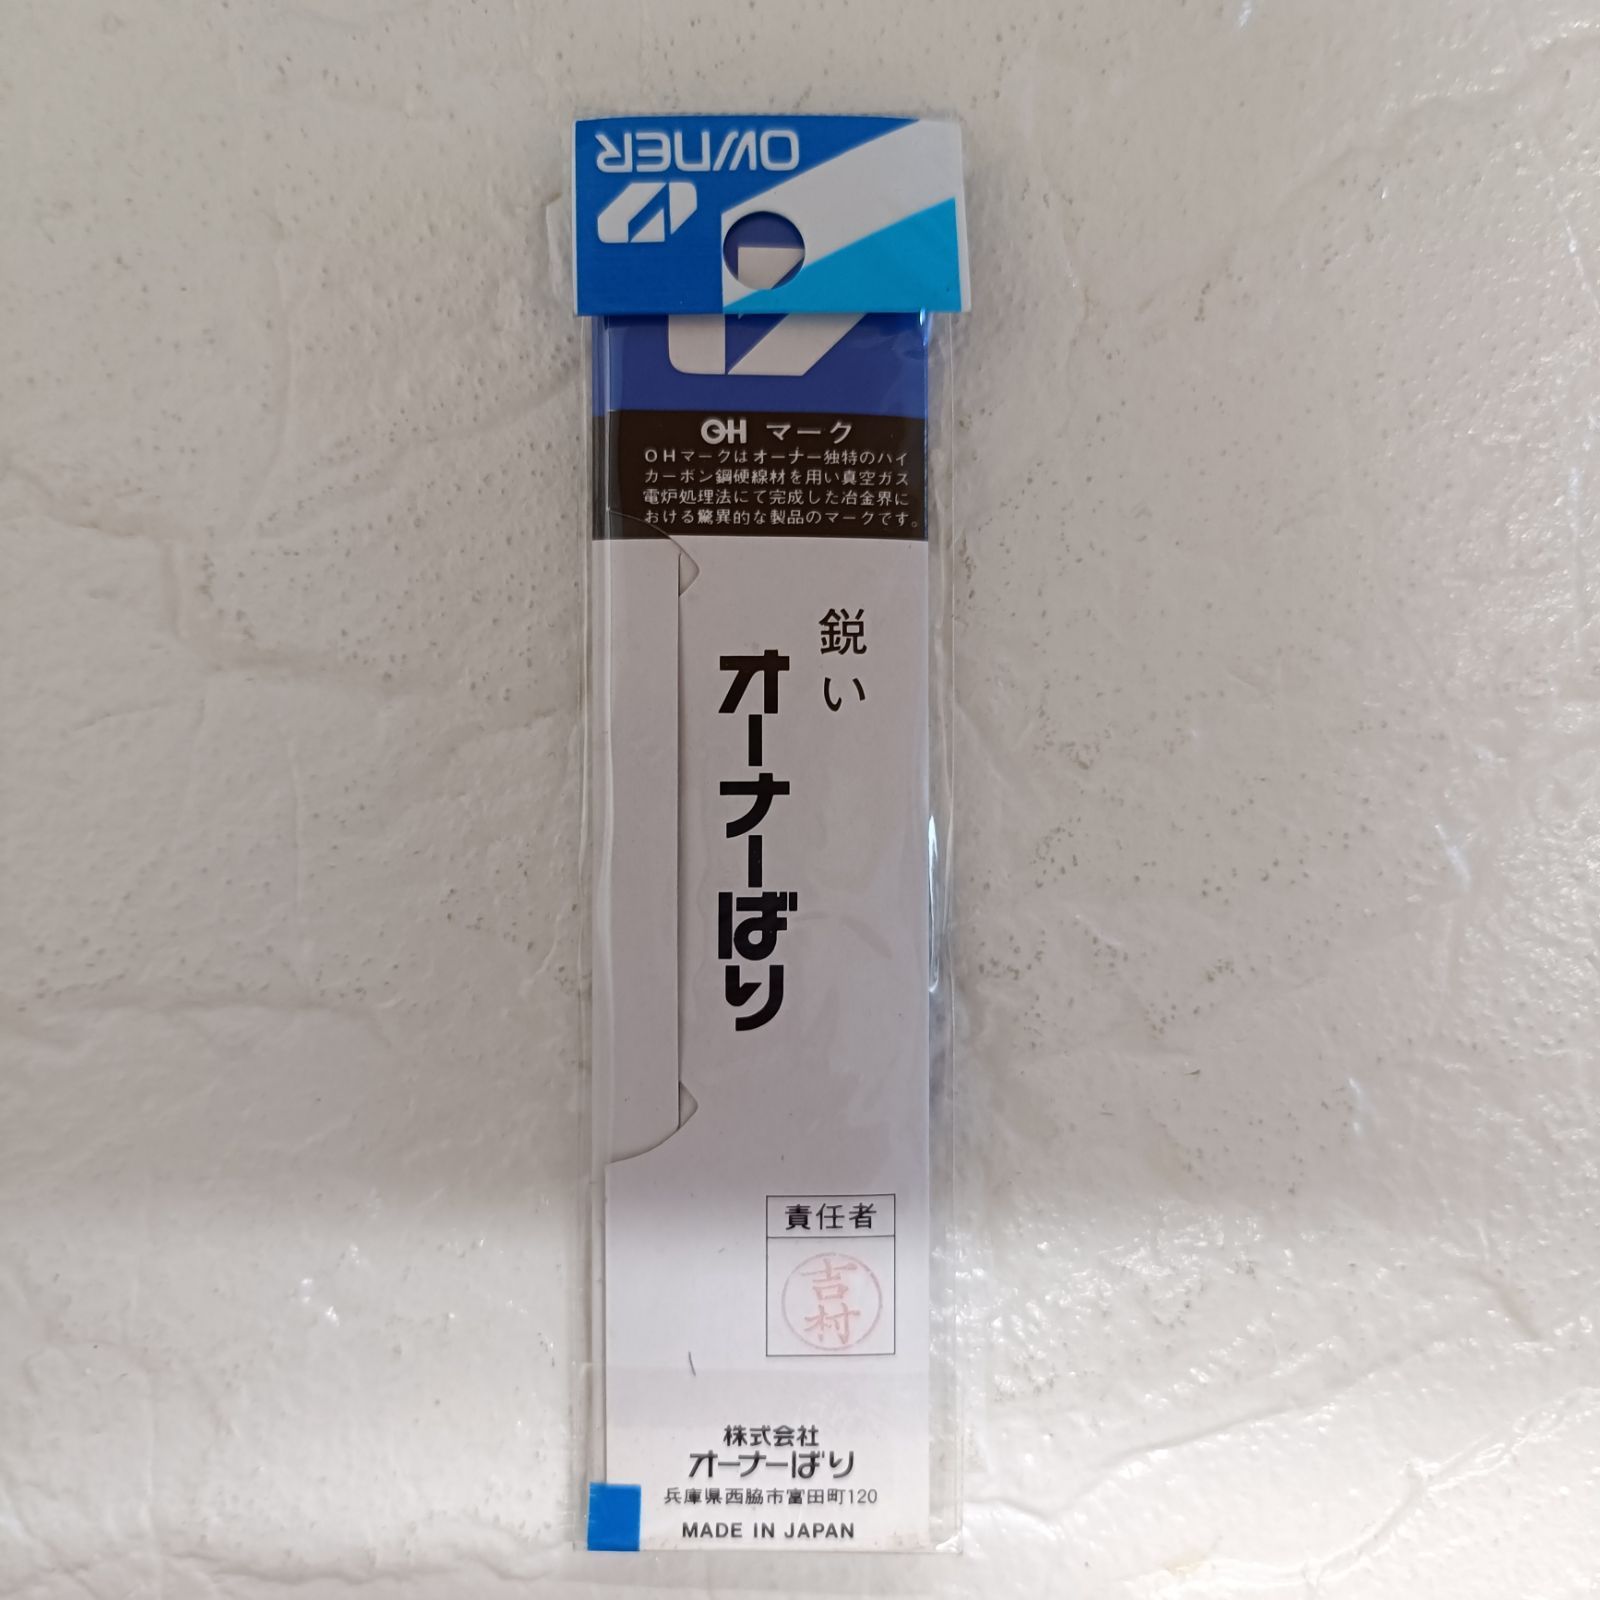 OWNER
OH マーク
OHマークはオーナー独特のハイ
カーボン鋼硬線材を用い真空ガス
電炉処理法にて完成した冶金界に
おける驚異的な製品のマークです。
鋭い
オーナーばり
責任者
吉村
株式会社
オーナーばり
兵庫県西脇市富田町120
MADE IN JAPAN